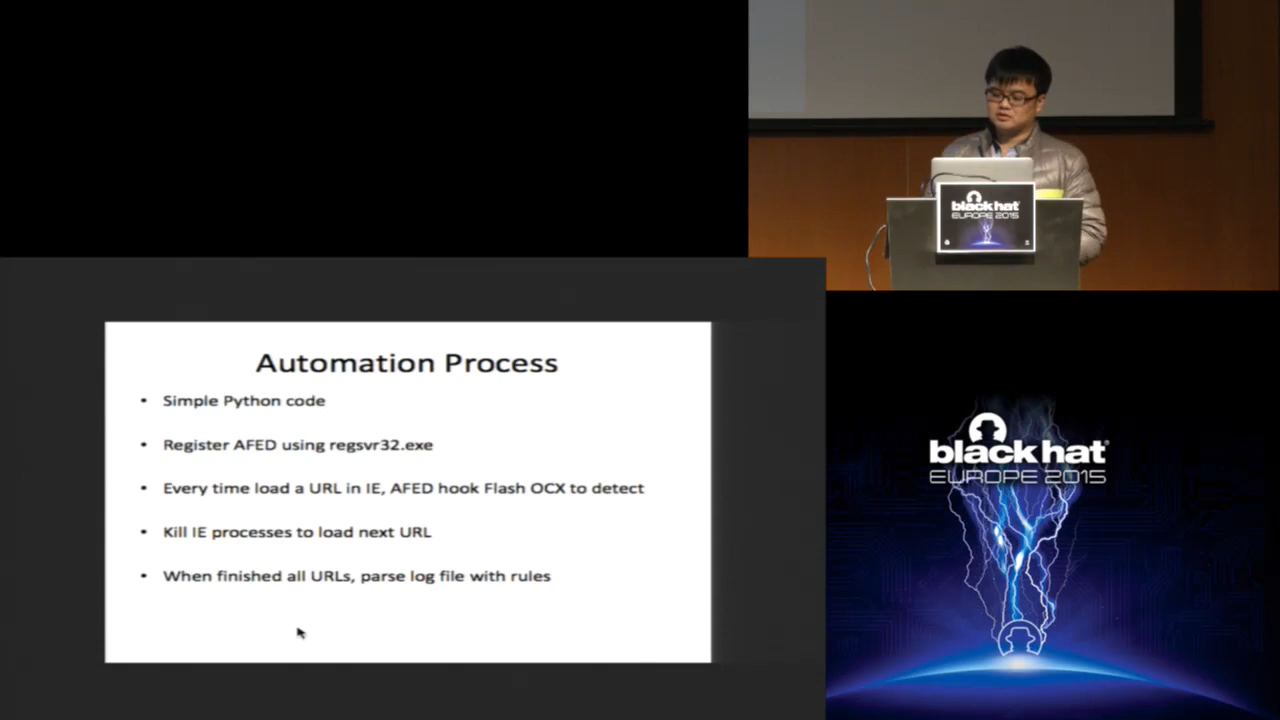 black hat
EUROPE 2015
Automation Process
• Simple Python code
• Register AFED using regsvr32.exe
• Every time load a URL in IE, AFED hook Flash OCX to detect
• Kill IE processes to load next URL
• When finished all URLs, parse log file with rules
black hat®
EUROPE 2015